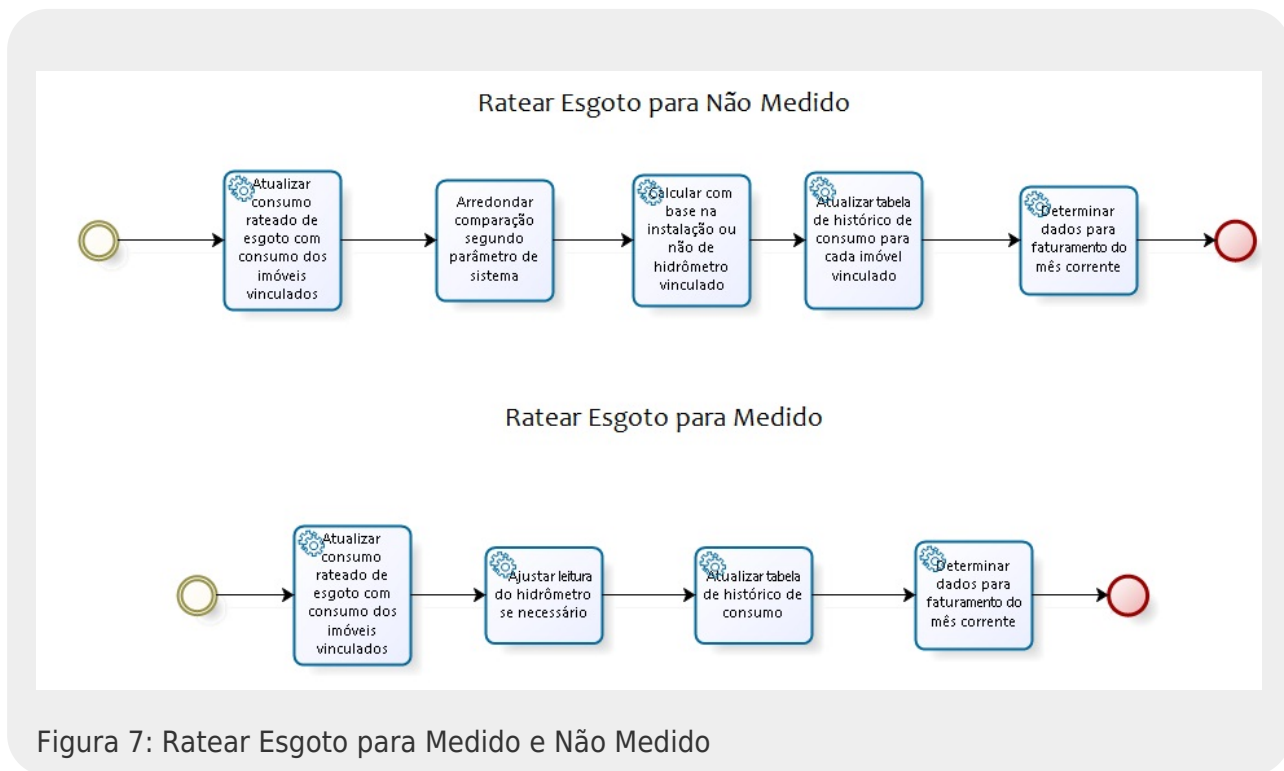 Ratear Esgoto para Não Medido
Atualizar
consumo
rateado de
esgoto com
consumo dos
imóveis
vinculados
Arredondar
comparação
segundo
parâmetro de
sistema
Calcular com
base na
instalação ou
não de
hidrômetro
vinculado
Atualizar tabela
de histórico de
consumo para
cada imóvel
vinculado
Determinar
dados para
faturamento do
mês corrente
Ratear Esgoto para Medido
Atualizar
consumo
rateado de
esgoto com
consumo dos
imóveis
vinculados
Ajustar leitura
do hidrômetro
se necessário
Atualizar tabela
de histórico de
consumo
Determinar
dados para
faturamento do
mês corrente
Figura 7: Ratear Esgoto para Medido e Não Medido